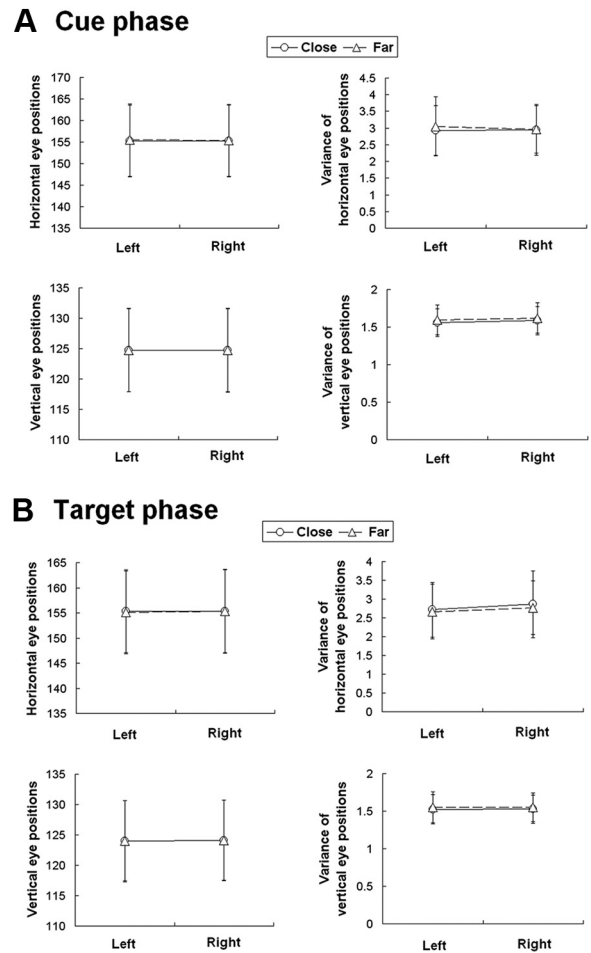 A Cue phase
Close Far
Horizontal eye positions
170
165
160
155
150
145
140
135
Left Right
Variance of
horizontal eye positions
4.5
4
3.5
3
2.5
2
1.5
1
0.5
0
Left Right
Vertical eye positions
135
130
125
120
115
110
Left Right
Variance of
vertical eye positions
2
1.5
1
0.5
0
Left Right
B Target phase
Close Far
Horizontal eye positions
165
160
155
150
145
140
135
Left Right
Variance of
horizontal eye positions
4
3.5
3
2.5
2
1.5
1
0.5
0
Left Right
Vertical eye positions
135
130
125
120
115
110
Left Right
Variance of
vertical eye positions
2
1.5
1
0.5
0
Left Right